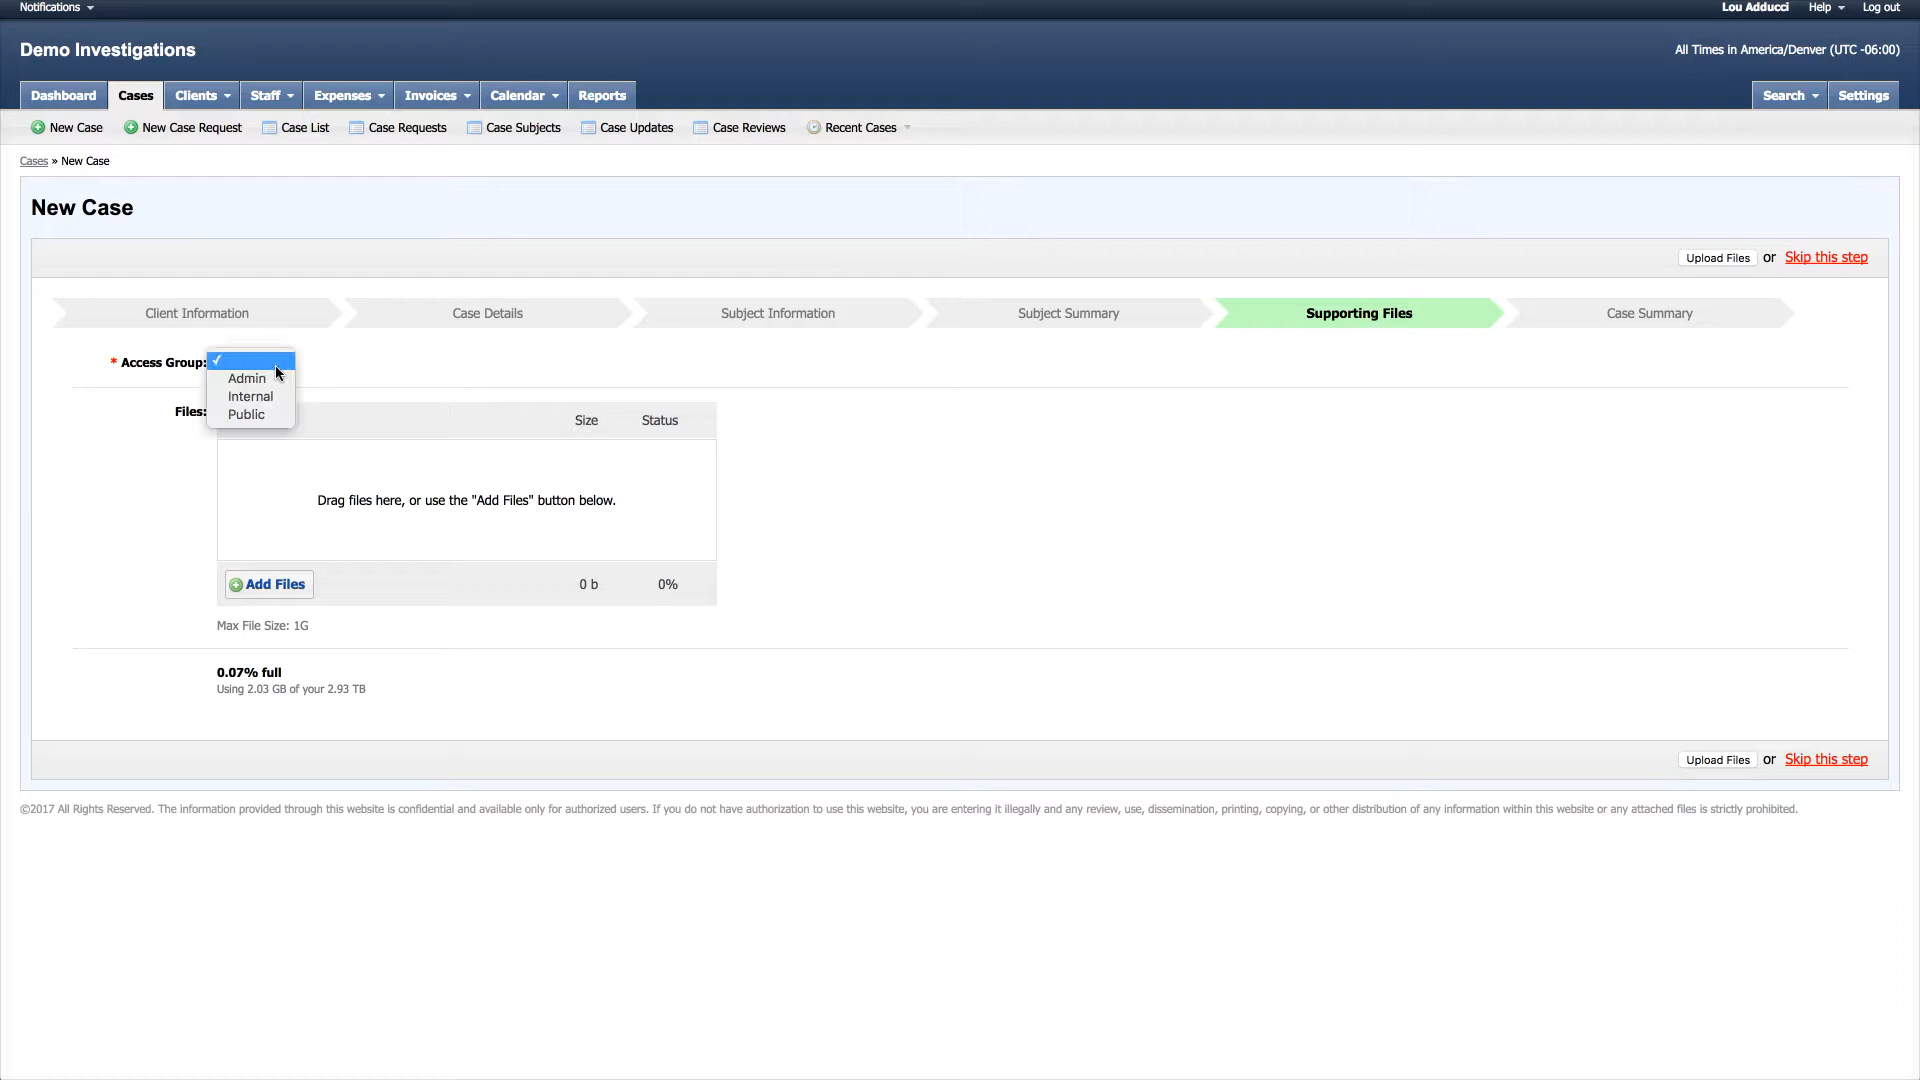 Notifications
Lou Adducci Help Log out
Demo Investigations
All Times in America/Denver (UTC -06:00)
Dashboard Cases Clients Staff Expenses Invoices Calendar Reports Search Settings
New Case New Case Request Case List Case Requests Case Subjects Case Updates Case Reviews Recent Cases
Cases » New Case
New Case
Upload Files or Skip this step
Client Information Case Details Subject Information Subject Summary Supporting Files Case Summary
* Access Group:
Admin
Internal
Public
Files:
Size Status
Drag files here, or use the "Add Files" button below.
Add Files 0 b 0%
Max File Size: 1G
0.07% full
Using 2.03 GB of your 2.93 TB
Upload Files or Skip this step
©2017 All Rights Reserved. The information provided through this website is confidential and available only for authorized users. If you do not have authorization to use this website, you are entering it illegally and any review, use, dissemination, printing, copying, or other distribution of any information within this website or any attached files is strictly prohibited.